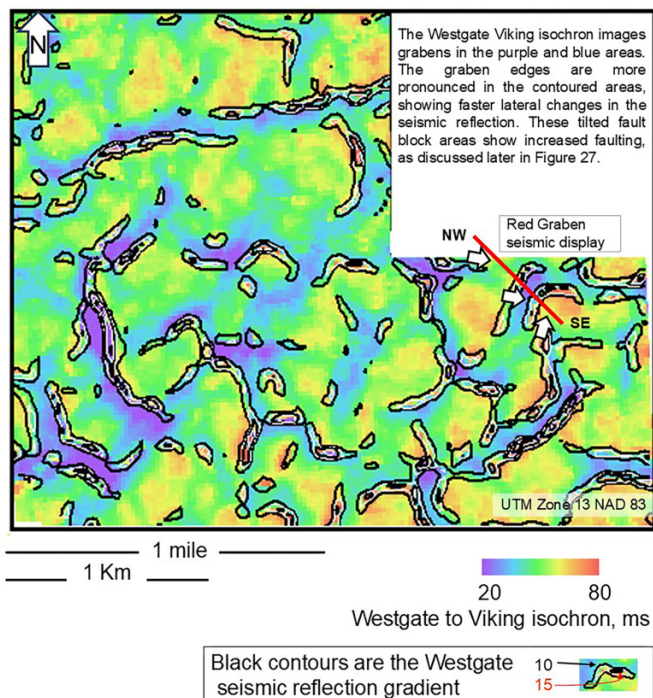 N
The Westgate Viking isochron images
grabens in the purple and blue areas.
The graben edges are more
pronounced in the contoured areas,
showing faster lateral changes in the
seismic reflection. These tilted fault
block areas show increased faulting,
as discussed later in Figure 27.
Red Graben
seismic display
NW
SE
UTM Zone 13 NAD 83
1 mile
1 Km
20 80
Westgate to Viking isochron, ms
Black contours are the Westgate
seismic reflection gradient
10
15